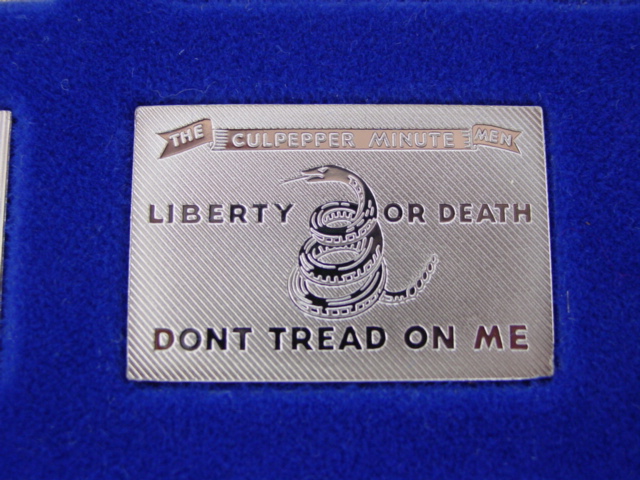 THE CULPEPPER MINUTE MEN
LIBERTY OR DEATH
DONT TREAD ON ME